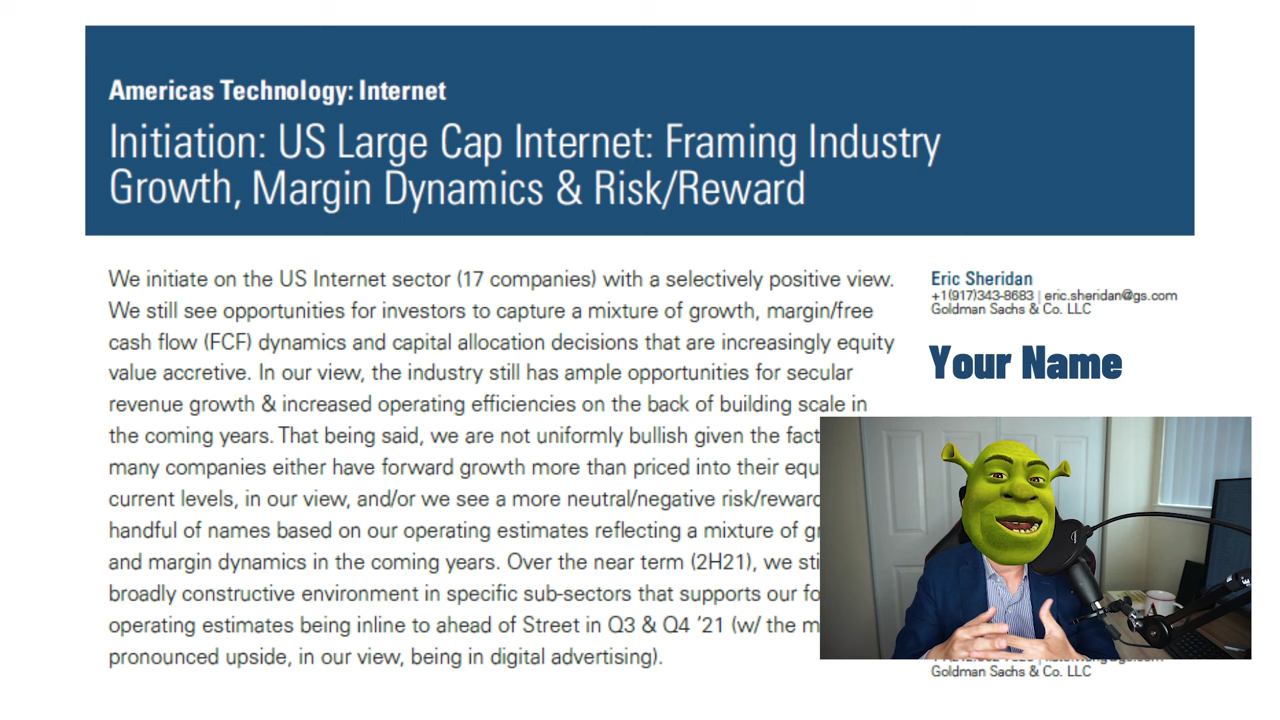 Americas Technology: Internet
Initiation: US Large Cap Internet: Framing Industry
Growth, Margin Dynamics & Risk/Reward
We initiate on the US Internet sector (17 companies) with a selectively positive view.
We still see opportunities for investors to capture a mixture of growth, margin/free
cash flow (FCF) dynamics and capital allocation decisions that are increasingly equity
value accretive. In our view, the industry still has ample opportunities for secular
revenue growth & increased operating efficiencies on the back of building scale in
the coming years. That being said, we are not uniformly bullish given the fact
many companies either have forward growth more than priced into their
current levels, in our view, and/or we see a more neutral/negative risk/reward
handful of names based on our operating estimates reflecting a mixture of
and margin dynamics in the coming years. Over the near term (2H21), we
broadly constructive environment in specific sub-sectors that supports our
operating estimates being inline to ahead of Street in Q3 & Q4 '21 (w/ the
pronounced upside, in our view, being in digital advertising).
Eric Sheridan
+1(917)343-8683 | eric.sheridan@gs.com
Goldman Sachs & Co. LLC
Your Name
Goldman Sachs & Co. LLC